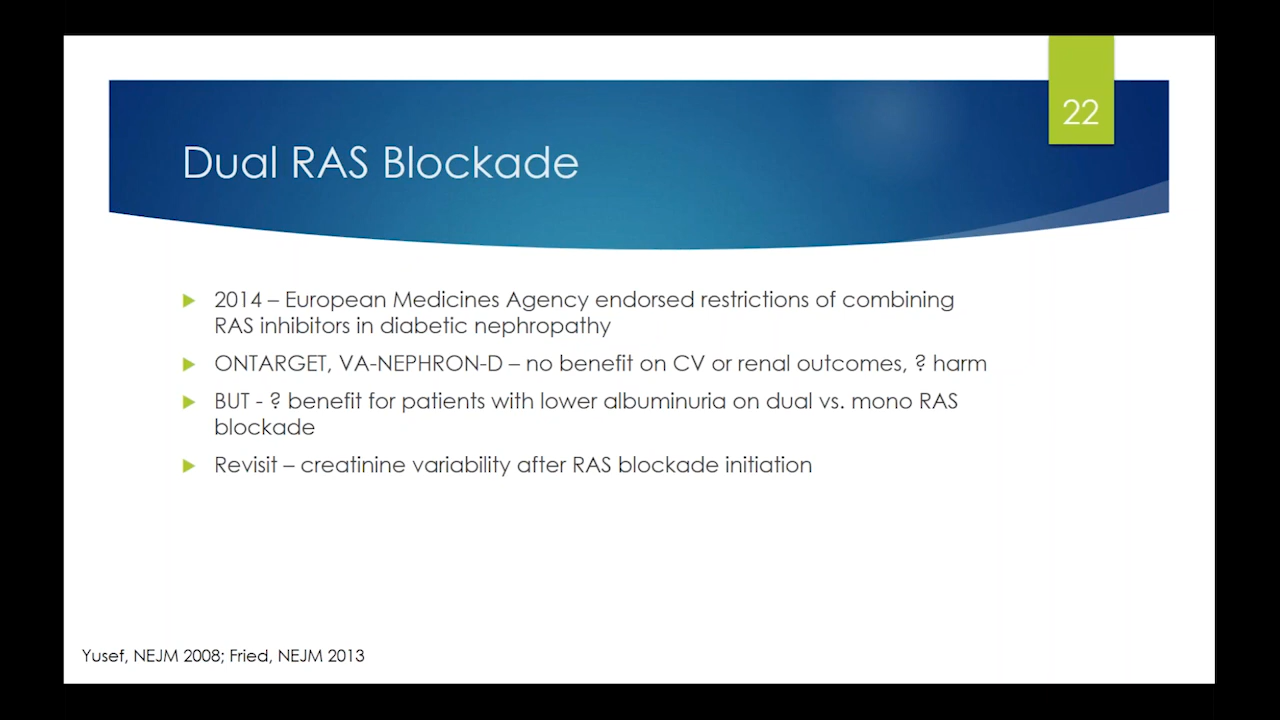 22
Dual RAS Blockade
2014 – European Medicines Agency endorsed restrictions of combining
RAS inhibitors in diabetic nephropathy
ONTARGET, VA-NEPHRON-D – no benefit on CV or renal outcomes, ? harm
BUT - ? benefit for patients with lower albuminuria on dual vs. mono RAS
blockade
Revisit – creatinine variability after RAS blockade initiation
Yusef, NEJM 2008; Fried, NEJM 2013